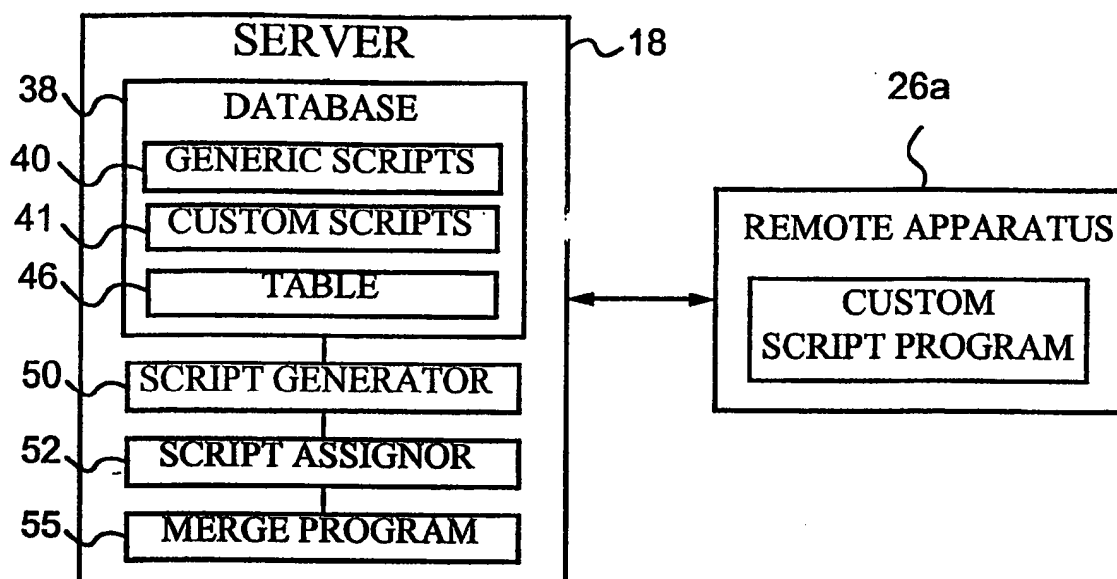 SERVER
18
38
DATABASE
40
GENERIC SCRIPTS
41
CUSTOM SCRIPTS
46
TABLE
50
SCRIPT GENERATOR
52
SCRIPT ASSIGNOR
55
MERGE PROGRAM
26a
REMOTE APPARATUS
CUSTOM
SCRIPT PROGRAM